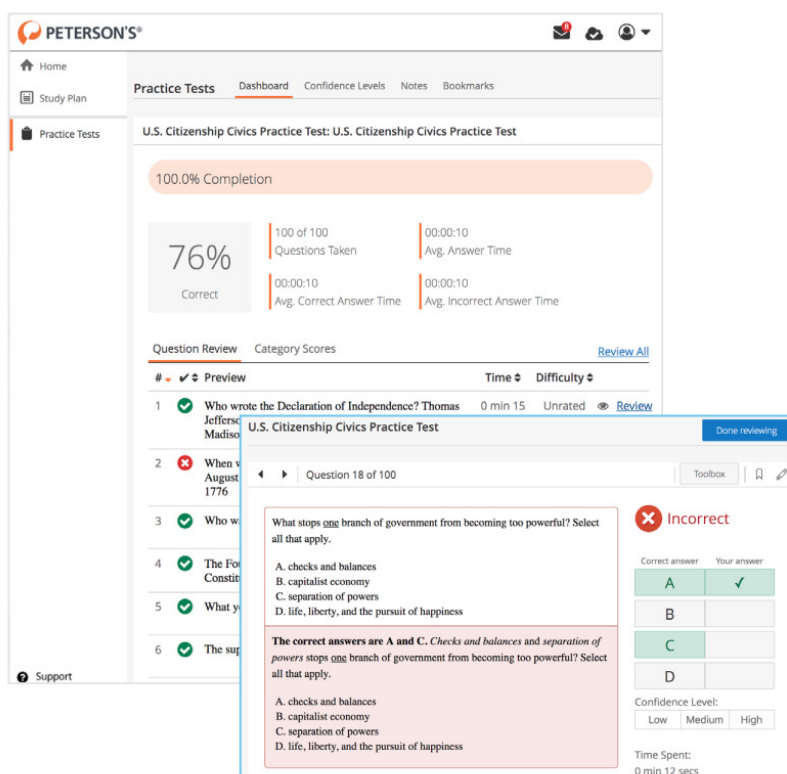 PETERSON'S®
8
Home
Study Plan
Practice Tests
Practice Tests Dashboard Confidence Levels Notes Bookmarks
U.S. Citizenship Civics Practice Test: U.S. Citizenship Civics Practice Test
100.0% Completion
76%
Correct
100 of 100
Questions Taken
00:00:10
Avg. Answer Time
00:00:10
Avg. Correct Answer Time
00:00:10
Avg. Incorrect Answer Time
Question Review Category Scores Review All
# Preview Time Difficulty
1 Who wrote the Declaration of Independence? Thomas 0 min 15 Unrated Review
2 When
August
1776
3 Who
4 The
5 What
6 The
Support
U.S. Citizenship Civics Practice Test Done reviewing
Question 18 of 100 Toolbox
What stops one branch of government from becoming too powerful? Select
all that apply.
A. checks and balances
B. capitalist economy
C. separation of powers
D. life, liberty, and the pursuit of happiness
The correct answers are A and C. Checks and balances and separation of
powers stops one branch of government from becoming too powerful? Select
all that apply.
A. checks and balances
B. capitalist economy
C. separation of powers
D. life, liberty, and the pursuit of happiness
Incorrect
Correct answer Your answer
A ✓
B
C
D
Confidence Level:
Low Medium High
Time Spent:
0 min 12 secs